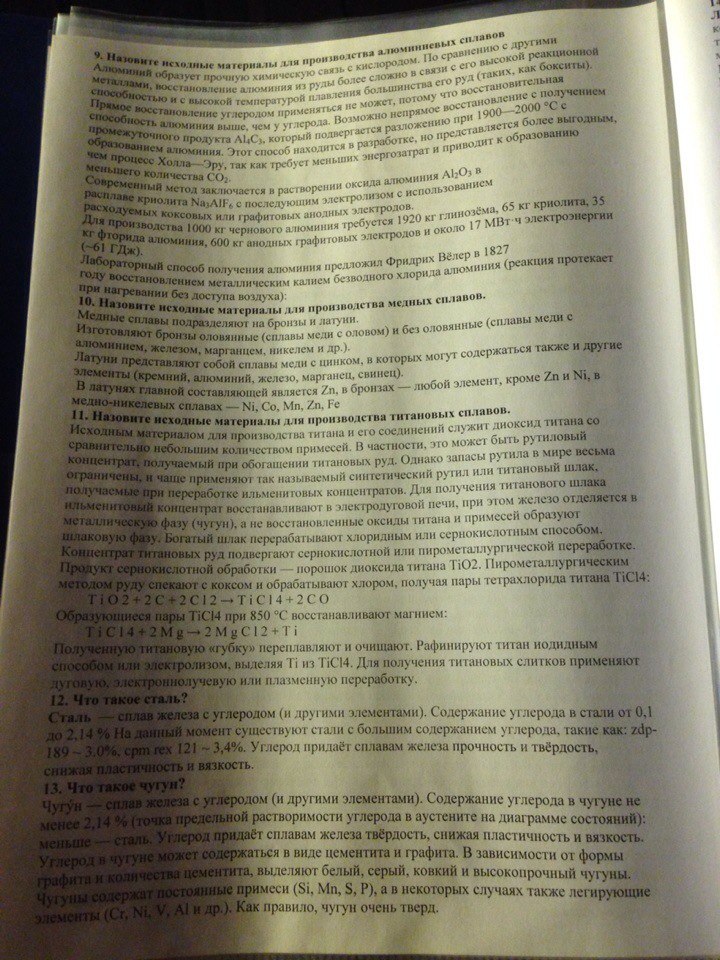 9. Назовите исходные материалы для производства алюминиевых сплавов
Алюминий образует прочную химическую связь с кислородом. По сравнению с другими
металлами, восстановление алюминия из руды более сложно в связи с его высокой реакционной
способностью и с высокой температурой плавления большинства его руд (таких, как бокситы).
Прямое восстановление углеродом применяться не может, потому что восстановительная
способность алюминия выше, чем у углерода. Возможно непрямое восстановление с получением
промежуточного продукта Al₄C₃, который подвергается разложению при 1900—2000 °С с
образованием алюминия. Этот способ находится в разработке, но представляется более выгодным,
чем процесс Холла—Эру, так как требует меньших энергозатрат и приводит к образованию
меньшего количества CO₂.
Современный метод заключается в растворении оксида алюминия Al₂O₃ в
расплаве криолита Na₃AlF₆ с последующим электролизом с использованием
расходуемых коксовых или графитовых анодных электродов.
Для производства 1000 кг чернового алюминия требуется 1920 кг глинозёма, 65 кг криолита, 35
кг фторида алюминия, 600 кг анодных графитовых электродов и около 17 МВт·ч электроэнергии
(~61 ГДж).
Лабораторный способ получения алюминия предложил Фридрих Вёлер в 1827
году восстановлением металлическим калием безводного хлорида алюминия (реакция протекает
при нагревании без доступа воздуха):
10. Назовите исходные материалы для производства медных сплавов.
Медные сплавы подразделяют на бронзы и латуни.
Изготовляют бронзы оловянные (сплавы меди с оловом) и без оловянные (сплавы меди с
алюминием, железом, марганцем, никелем и др.).
Латуни представляют собой сплавы меди с цинком, в которых могут содержаться также и другие
элементы (кремний, алюминий, железо, марганец, свинец).
В латунях главной составляющей является Zn, в бронзах — любой элемент, кроме Zn и Ni, в
медно-никелевых сплавах — Ni, Co, Mn, Zn, Fe
11. Назовите исходные материалы для производства титановых сплавов.
Исходным материалом для производства титана и его соединений служит диоксид титана со
сравнительно небольшим количеством примесей. В частности, это может быть рутиловый
концентрат, получаемый при обогащении титановых руд. Однако запасы рутила в мире весьма
ограничены, и чаще применяют так называемый синтетический рутил или титановый шлак,
получаемые при переработке ильменитовых концентратов. Для получения титанового шлака
ильменитовый концентрат восстанавливают в электродуговой печи, при этом железо отделяется в
металлическую фазу (чугун), а не восстановленные оксиды титана и примесей образуют
шлаковую фазу. Богатый шлак перерабатывают хлоридным или сернокислотным способом.
Концентрат титановых руд подвергают сернокислотной или пирометаллургической переработке.
Продукт сернокислотной обработки — порошок диоксида титана TiO2. Пирометаллургическим
методом руду спекают с коксом и обрабатывают хлором, получая пары тетрахлорида титана TiCl4:
T i O 2 + 2 C + 2 C l 2 → T i C l 4 + 2 C O
Образующиеся пары TiCl4 при 850 °С восстанавливают магнием:
T i C l 4 + 2 M g → 2 M g C l 2 + T i
Полученную титановую «губку» переплавляют и очищают. Рафинируют титан иодидным
способом или электролизом, выделяя Ti из TiCl4. Для получения титановых слитков применяют
дуговую, электроннолучевую или плазменную переработку.
12. Что такое сталь?
Сталь — сплав железа с углеродом (и другими элементами). Содержание углерода в стали от 0,1
до 2,14 % На данный момент существуют стали с большим содержанием углерода, такие как: zdp-
189 ~ 3,0%, cpm rex 121 ~ 3,4%. Углерод придаёт сплавам железа прочность и твёрдость,
снижая пластичность и вязкость.
13. Что такое чугун?
Чугу́н — сплав железа с углеродом (и другими элементами). Содержание углерода в чугуне не
менее 2,14 % (точка предельной растворимости углерода в аустените на диаграмме состояний):
меньше — сталь. Углерод придаёт сплавам железа твёрдость, снижая пластичность и вязкость.
Углерод в чугуне может содержаться в виде цементита и графита. В зависимости от формы
графита и количества цементита, выделяют белый, серый, ковкий и высокопрочный чугуны.
Чугуны содержат постоянные примеси (Si, Mn, S, P), а в некоторых случаях также легирующие
элементы (Cr, Ni, V, Al и др.). Как правило, чугун очень тверд.